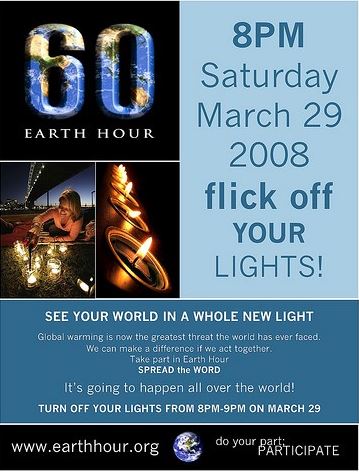 60
EARTH HOUR
8PM
Saturday
March 29
2008
flick off
YOUR
LIGHTS!
SEE YOUR WORLD IN A WHOLE NEW LIGHT
Global warming is now the greatest threat the world has ever faced.
We can make a difference if we act together.
Take part in Earth Hour
SPREAD the WORD
It's going to happen all over the world!
TURN OFF YOUR LIGHTS FROM 8PM-9PM ON MARCH 29
www.earthhour.org
do your part:
PARTICIPATE